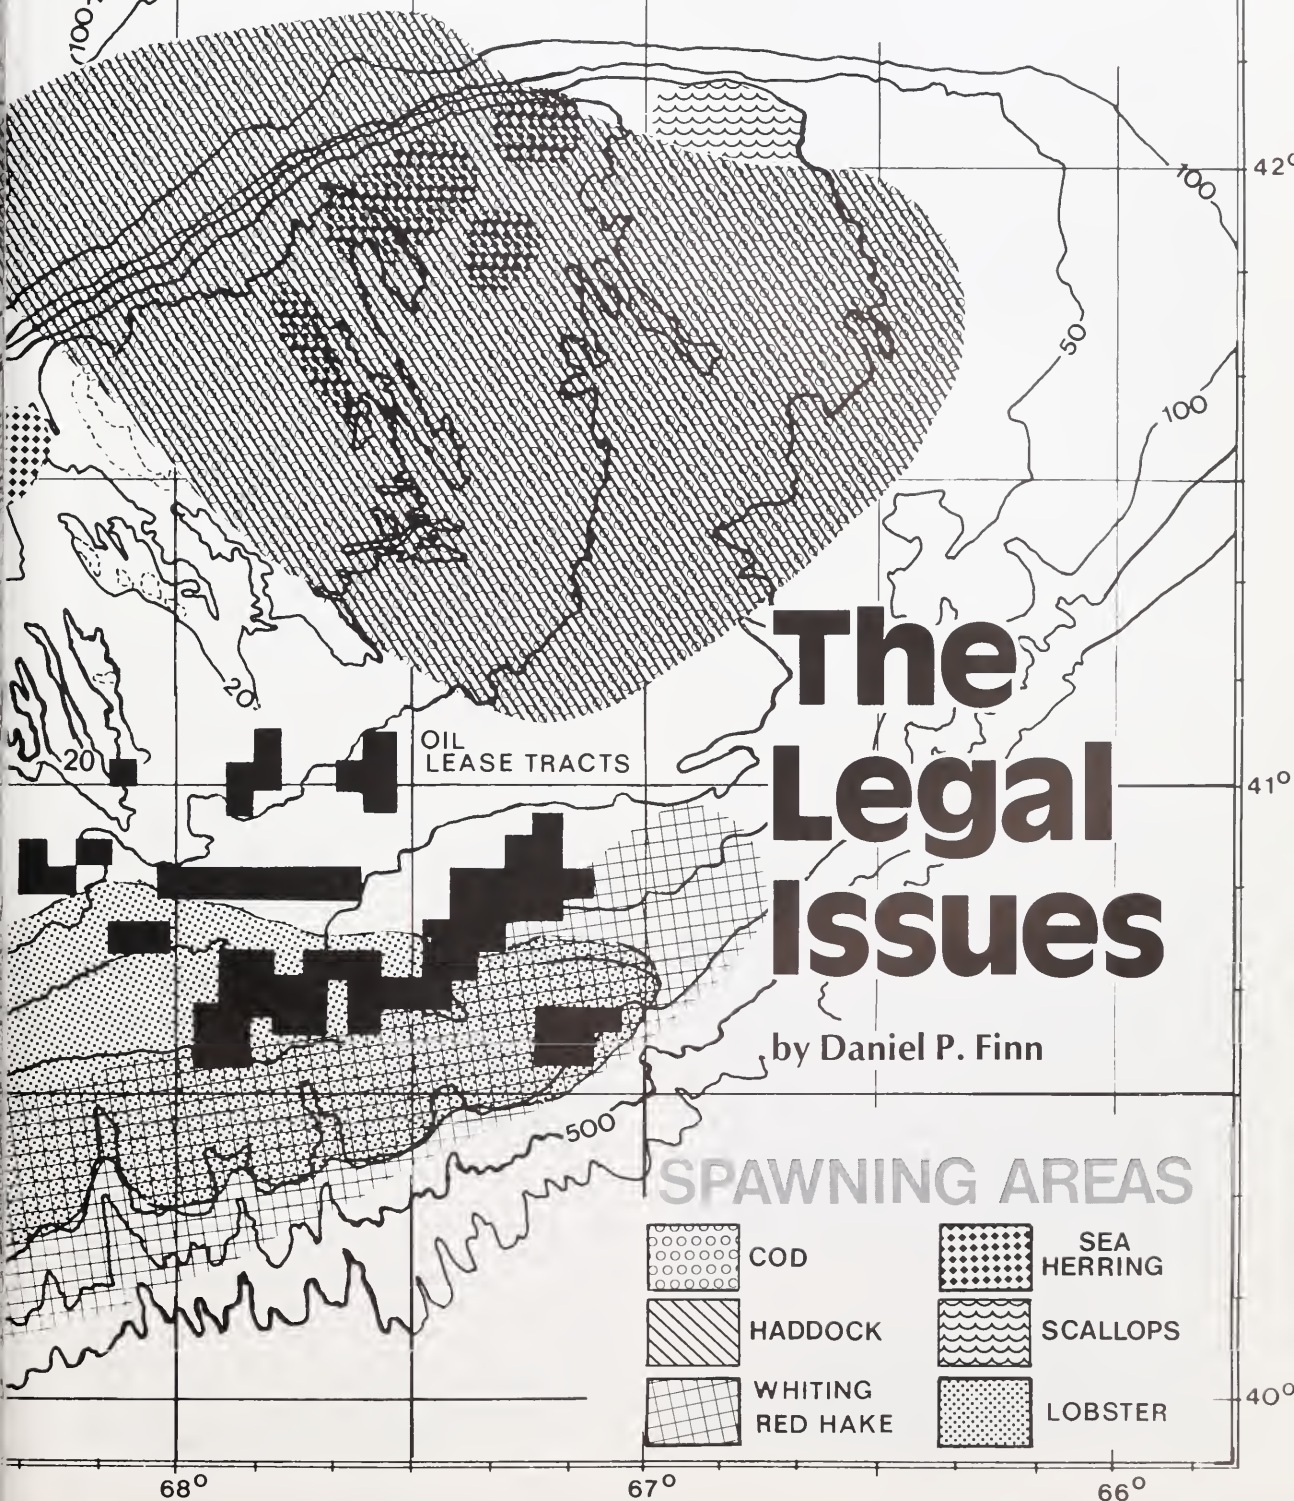 100
42°
100
50
100
20
20
OIL
LEASE TRACTS
The
Legal
Issues
41°
by Daniel P. Finn
500
SPAWNING AREAS
COD
SEA
HERRING
HADDOCK
SCALLOPS
WHITING
RED HAKE
LOBSTER
40°
68°
67°
66°